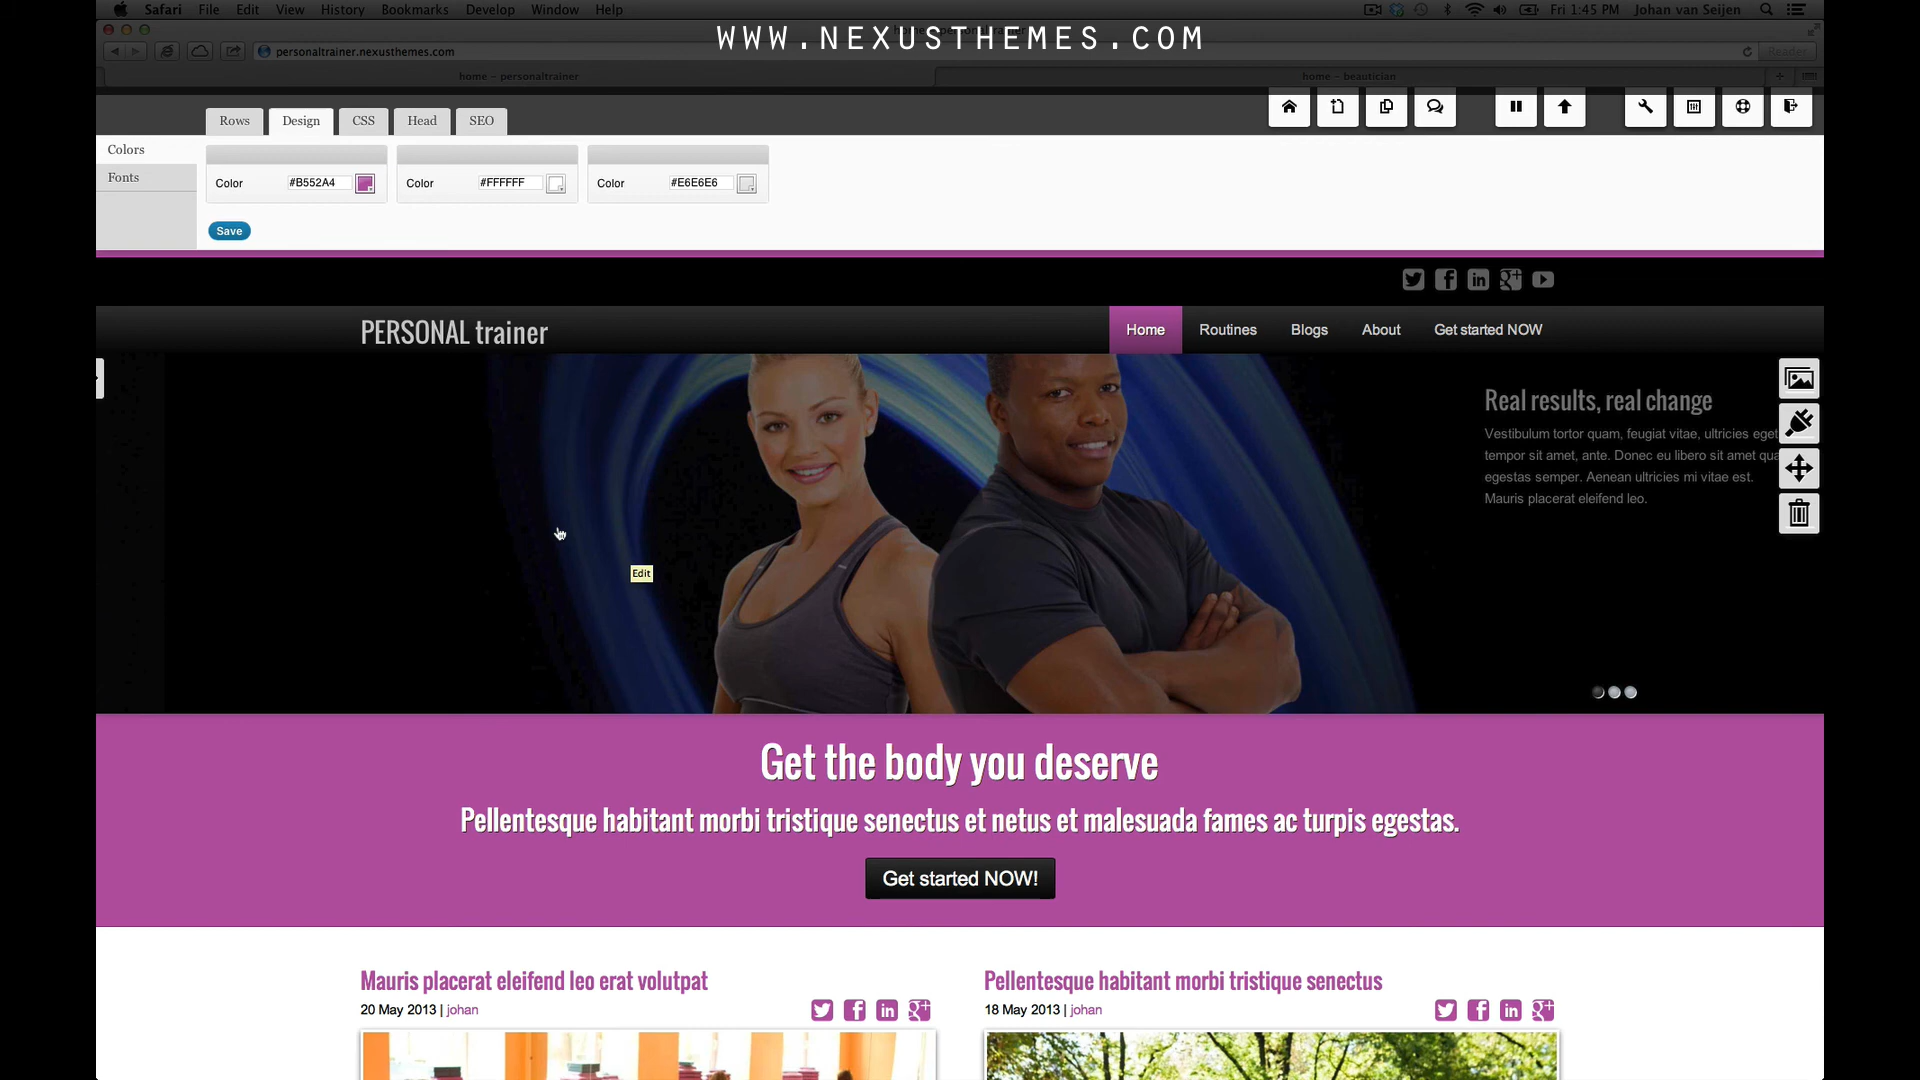 Safari File Edit View History Bookmarks Develop Window Help Fri 1:45 PM Johan van Seijen
WWW.NEXUSTHEMES.COM
personaltrainer.nexusthemes.com Reader
home – personaltrainer home – beautician
Rows Design CSS Head SEO
Colors
Fonts
Color #B552A4 Color #FFFFFF Color #E6E6E6
Save
PERSONAL trainer
Home Routines Blogs About Get started NOW
Real results, real change
Vestibulum tortor quam, feugiat vitae, ultricies eget
tempor sit amet, ante. Donec eu libero sit amet qua
egestas semper. Aenean ultricies mi vitae est.
Mauris placerat eleifend leo.
Edit
Get the body you deserve
Pellentesque habitant morbi tristique senectus et netus et malesuada fames ac turpis egestas.
Get started NOW!
Mauris placerat eleifend leo erat volutpat
20 May 2013 | johan
Pellentesque habitant morbi tristique senectus
18 May 2013 | johan